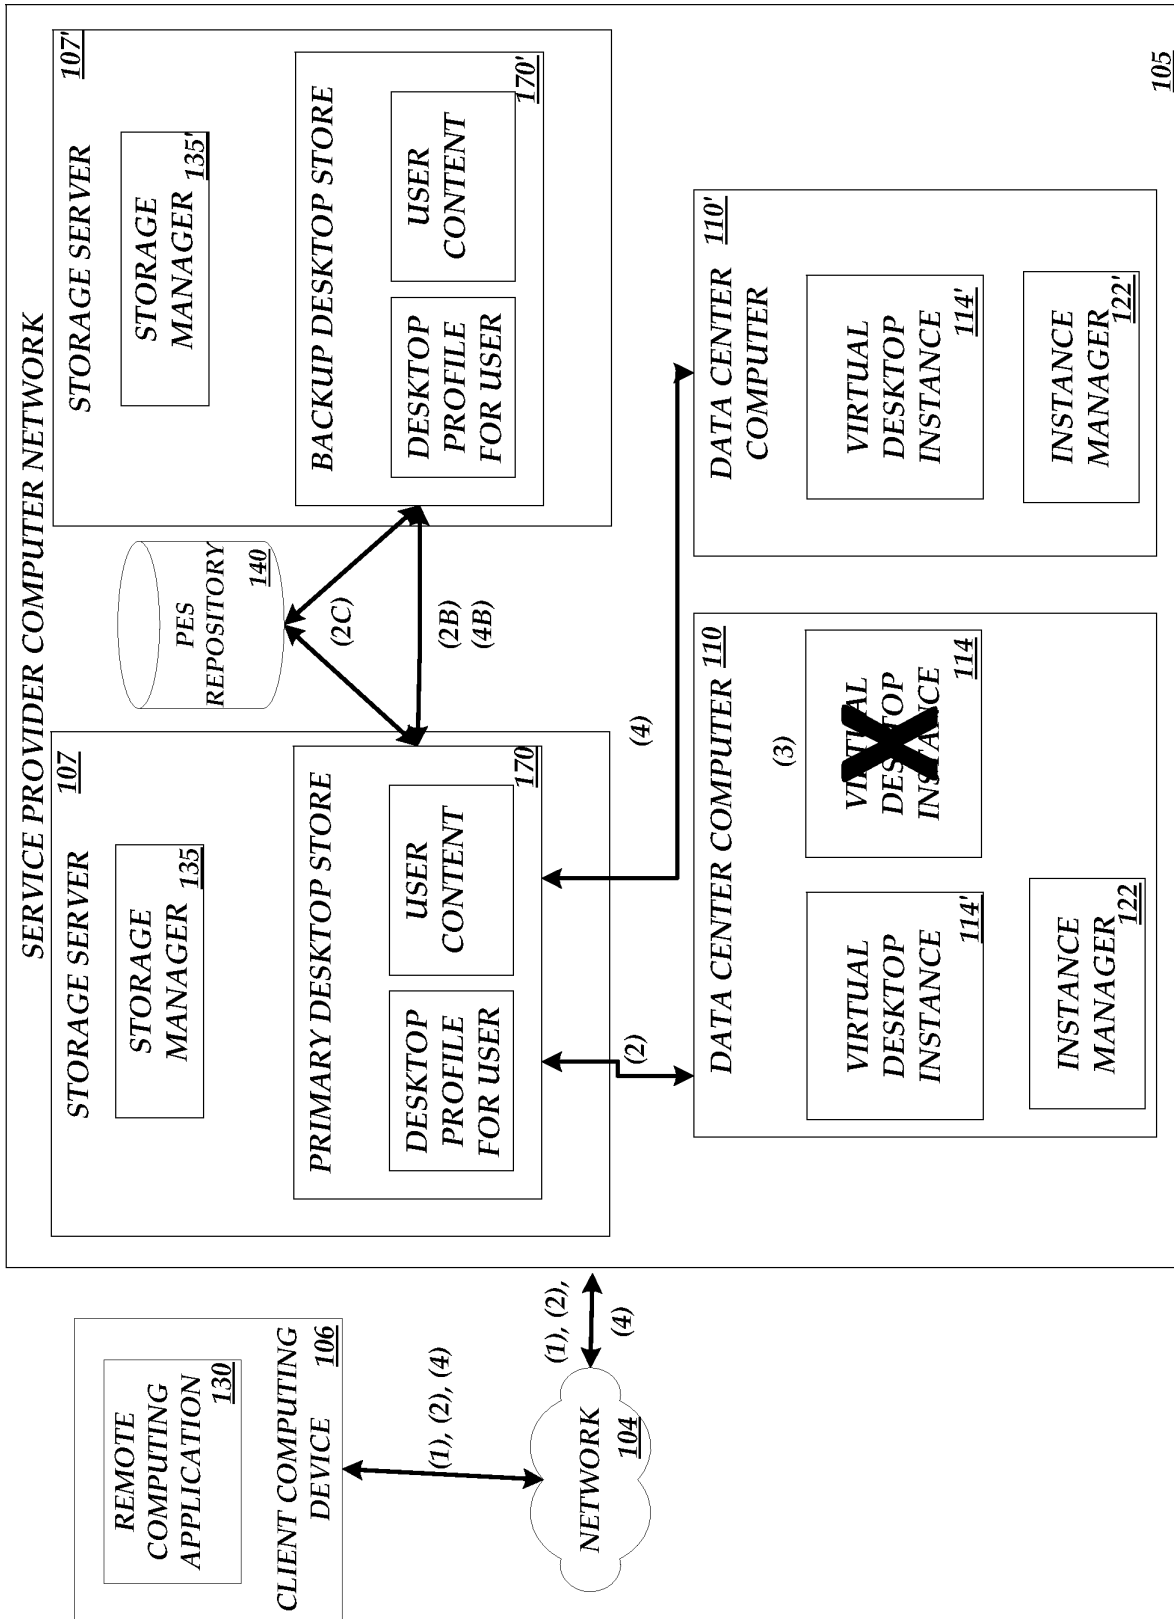 SERVICE PROVIDER COMPUTER NETWORK
REMOTE
COMPUTING
APPLICATION
130
CLIENT COMPUTING
DEVICE
106
(1), (2), (4)
NETWORK
104
(1), (2),
(4)
STORAGE SERVER
107
STORAGE
MANAGER
135
PRIMARY DESKTOP STORE
170
DESKTOP
PROFILE
FOR USER
USER
CONTENT
PES
REPOSITORY
140
(2C)
(2B)
(4B)
STORAGE SERVER
107'
STORAGE
MANAGER
135'
BACKUP DESKTOP STORE
170'
DESKTOP
PROFILE
FOR USER
USER
CONTENT
(2)
(4)
DATA CENTER COMPUTER
110
VIRTUAL
DESKTOP
INSTANCE
114'
(3)
VIRTUAL
DESKTOP
INSTANCE
114
INSTANCE
MANAGER
122
DATA CENTER
COMPUTER
110'
VIRTUAL
DESKTOP
INSTANCE
114'
INSTANCE
MANAGER
122'
105